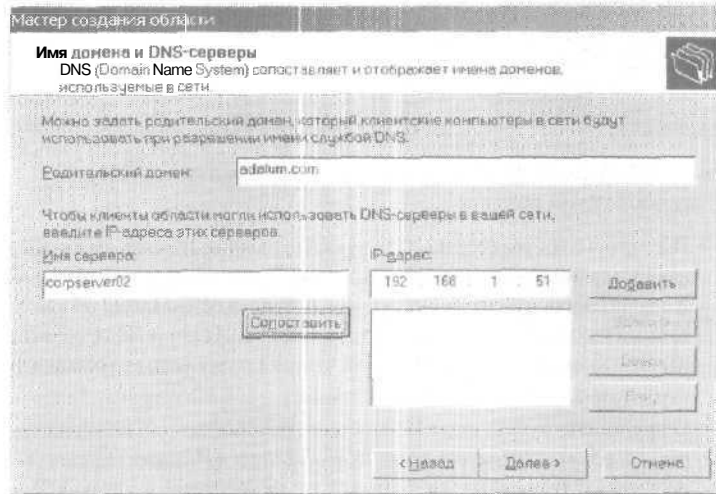 Мастер создания области
Имя домена и DNS-серверы
DNS (Domain Name System) сопоставляет и отображает имена доменов,
используемые в сети.
Можно задать родительский домен, который клиентские компьютеры в сети будут
использовать при разрешении имени службой DNS.
Родительский домен: adatum.com
Чтобы клиенты области могли использовать DNS-серверы в вашей сети,
введите IP-адреса этих серверов.
Имя сервера: IP-адрес:
corpserver02 192 . 168 . 1 . 51 Добавить
Сопоставить
< Назад Далее > Отмена